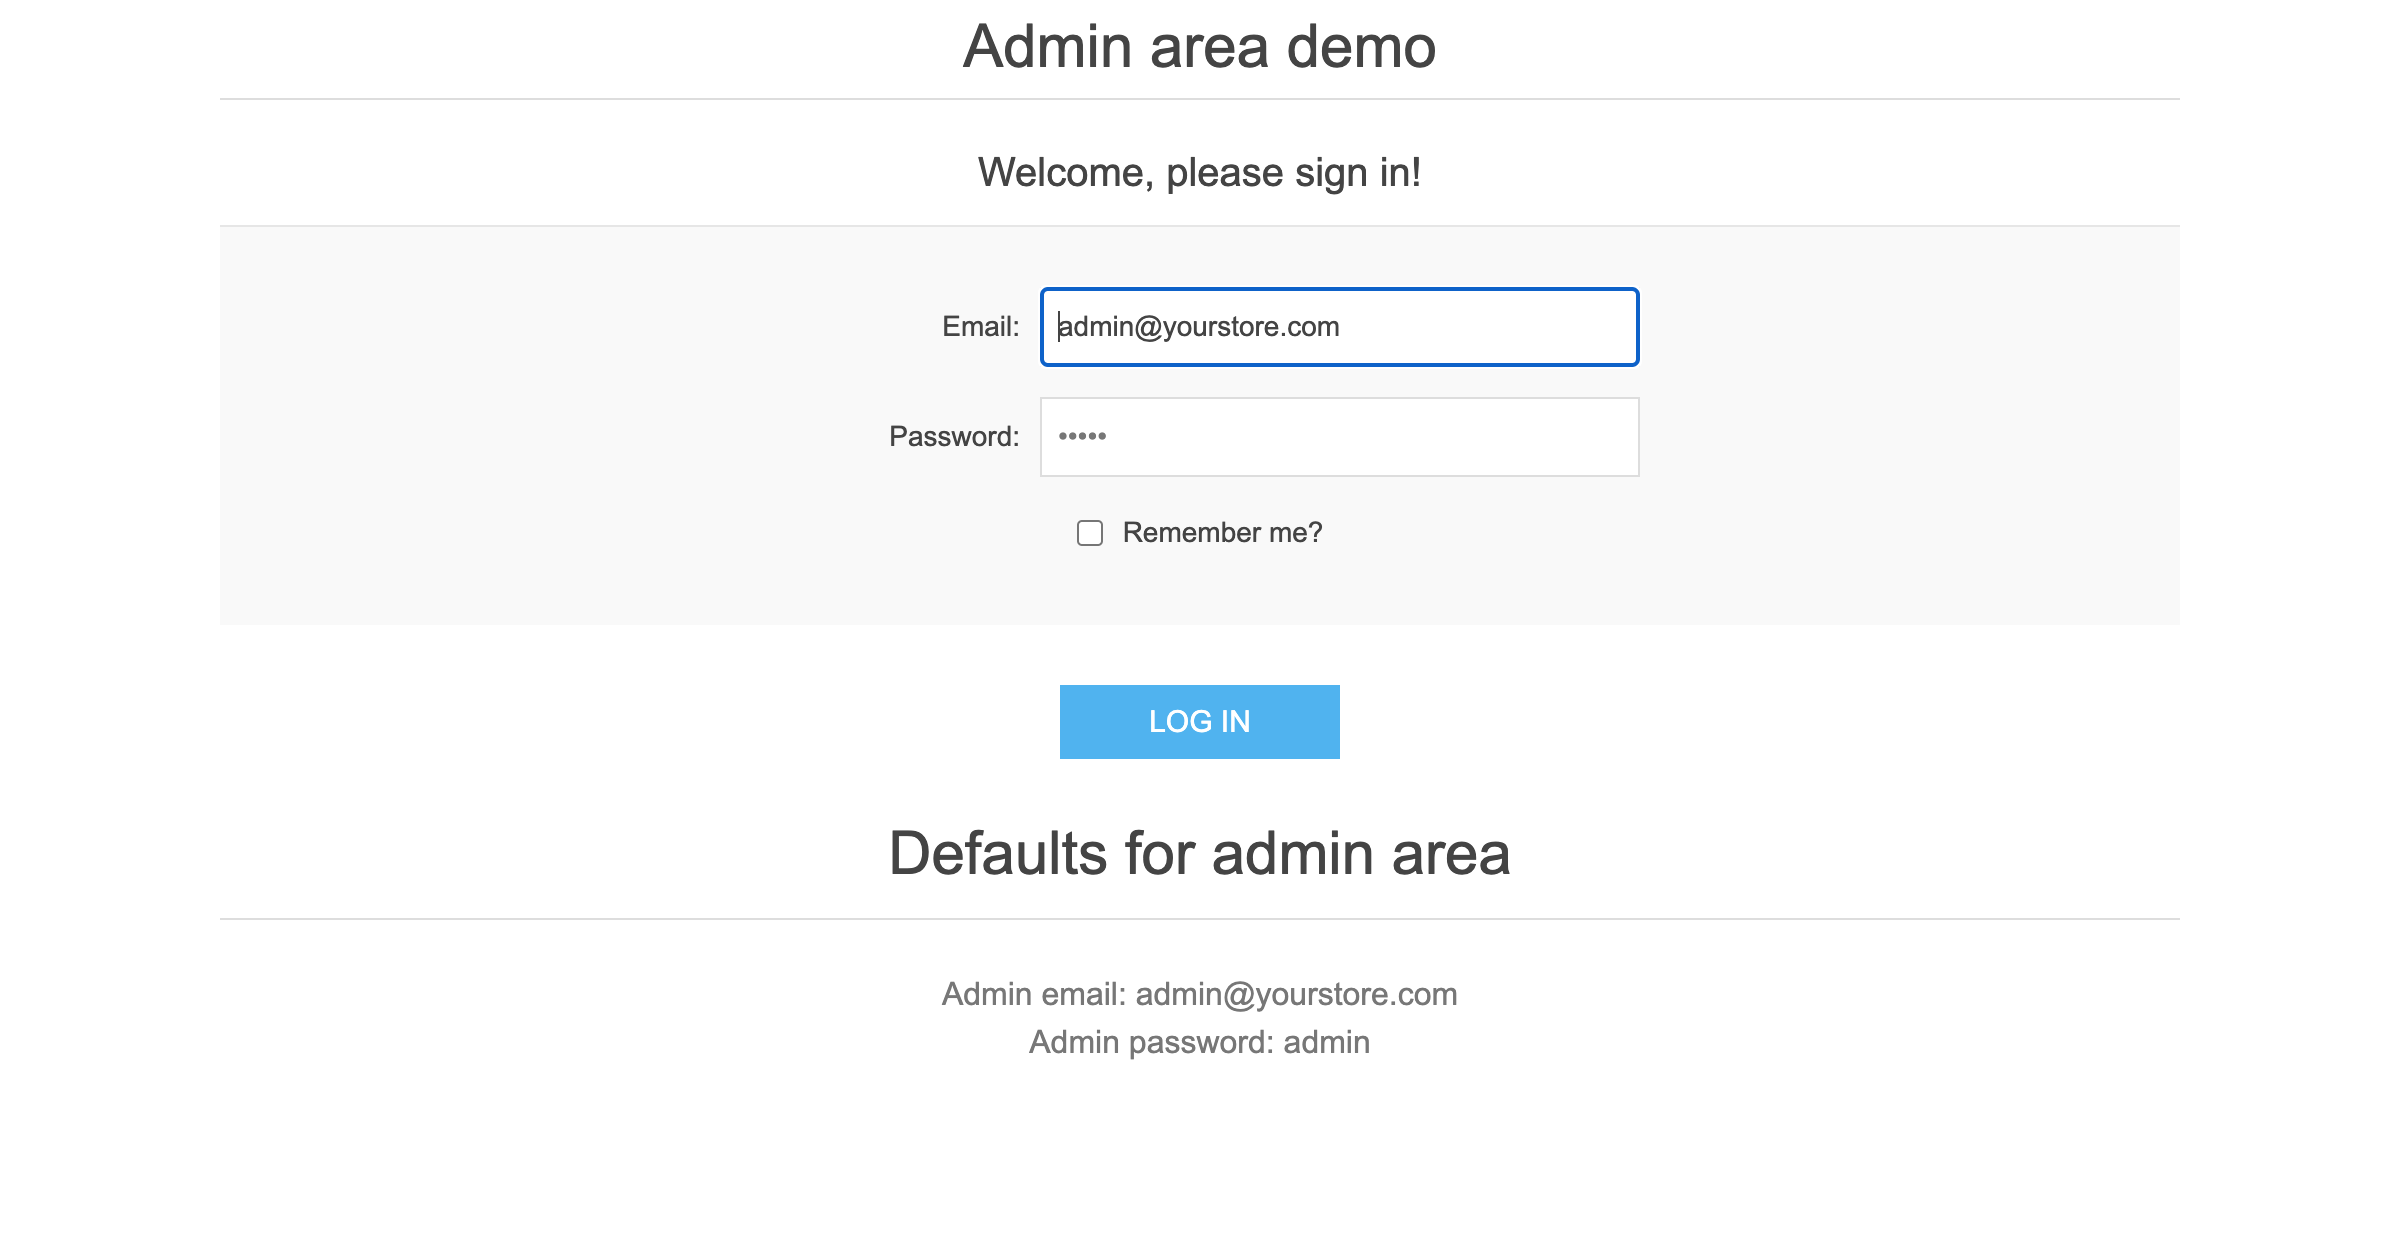 Admin area demo
Welcome, please sign in!
Email: admin@yourstore.com
Password: •••••
Remember me?
LOG IN
Defaults for admin area
Admin email: admin@yourstore.com
Admin password: admin